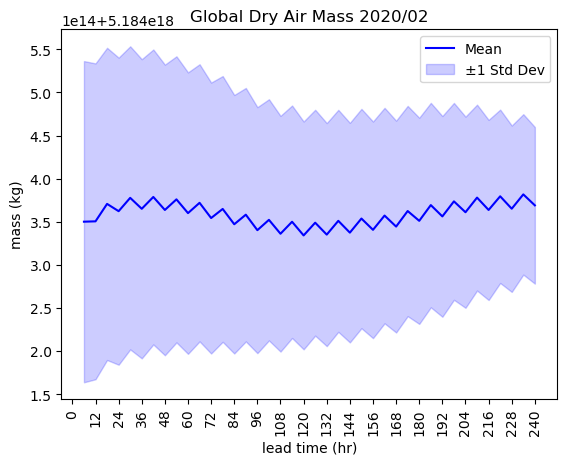 Global Dry Air Mass 2020/02
1e14+5.184e18
Mean
±1 Std Dev
5.5
5.0
4.5
4.0
3.5
3.0
2.5
2.0
1.5
mass (kg)
0 12 24 36 48 60 72 84 96 108 120 132 144 156 168 180 192 204 216 228 240
lead time (hr)